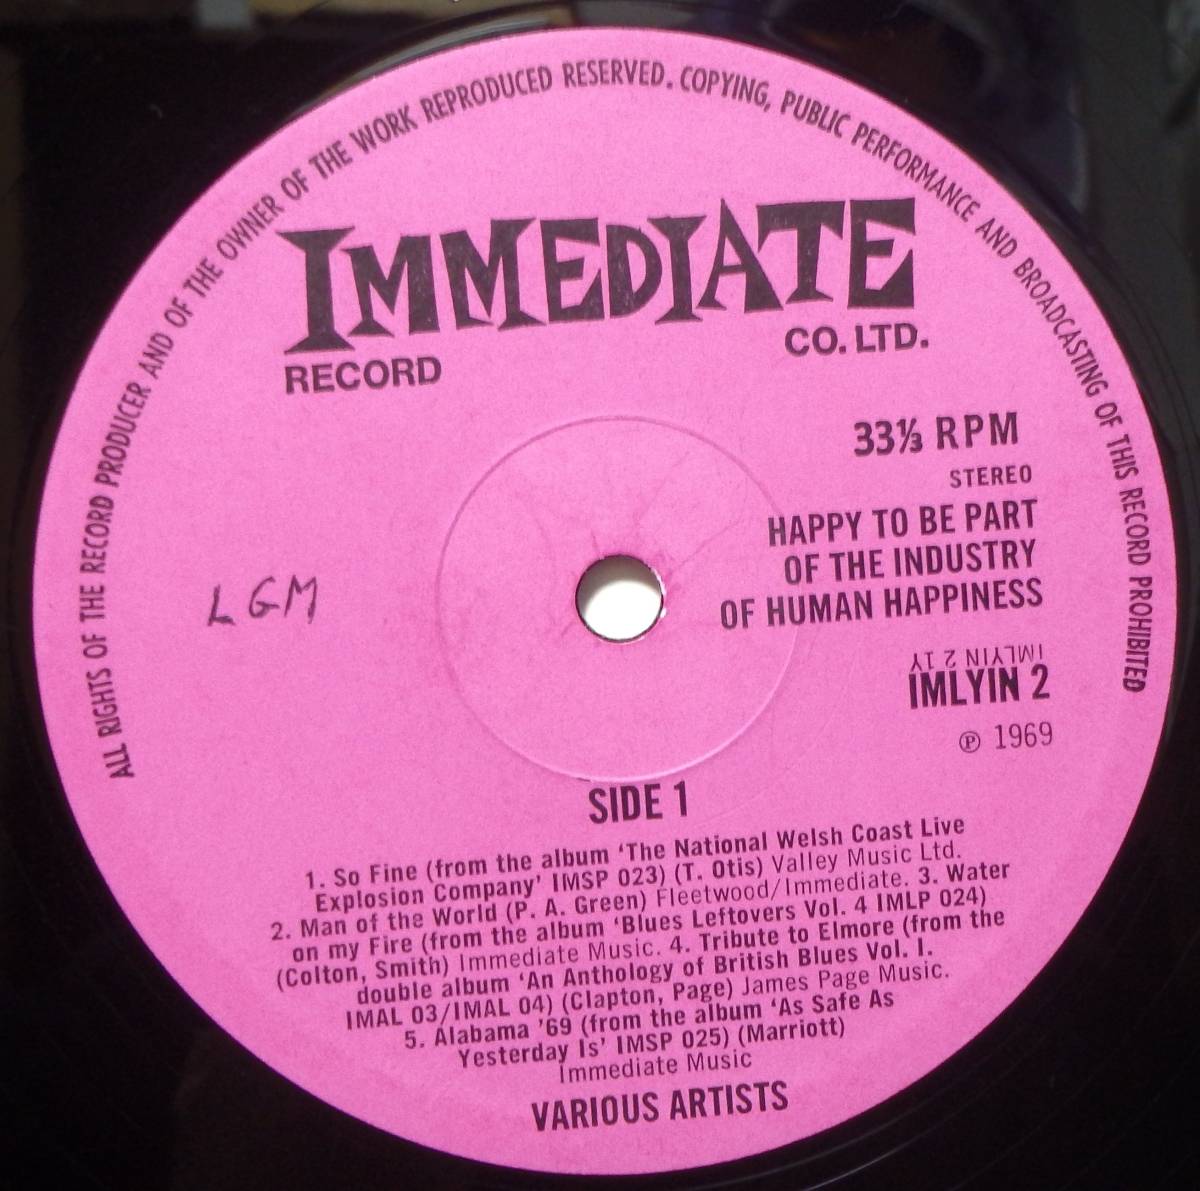 ALL RIGHTS OF THE RECORD PRODUCER AND OF THE OWNER OF THE WORK REPRODUCED RESERVED. COPYING, PUBLIC PERFORMANCE AND BROADCASTING OF THIS RECORD PROHIBITED
IMMEDIATE
RECORD CO. LTD.
33⅓ RPM
STEREO
HAPPY TO BE PART
OF THE INDUSTRY
OF HUMAN HAPPINESS
LGM
IMLYIN 2 1Y
IMLYIN 2
℗ 1969
SIDE 1
1. So Fine (from the album ‘The National Welsh Coast Live
Explosion Company’ IMSP 023) (T. Otis) Valley Music Ltd.
2. Man of the World (P. A. Green) Fleetwood/Immediate. 3. Water
on my Fire (from the album ‘Blues Leftovers Vol. 4 IMLP 024)
(Colton, Smith) Immediate Music. 4. Tribute to Elmore (from the
double album ‘An Anthology of British Blues Vol. I.
IMAL 03/IMAL 04) (Clapton, Page) James Page Music.
5. Alabama ’69 (from the album ‘As Safe As
Yesterday Is’ IMSP 025) (Marriott)
Immediate Music
VARIOUS ARTISTS